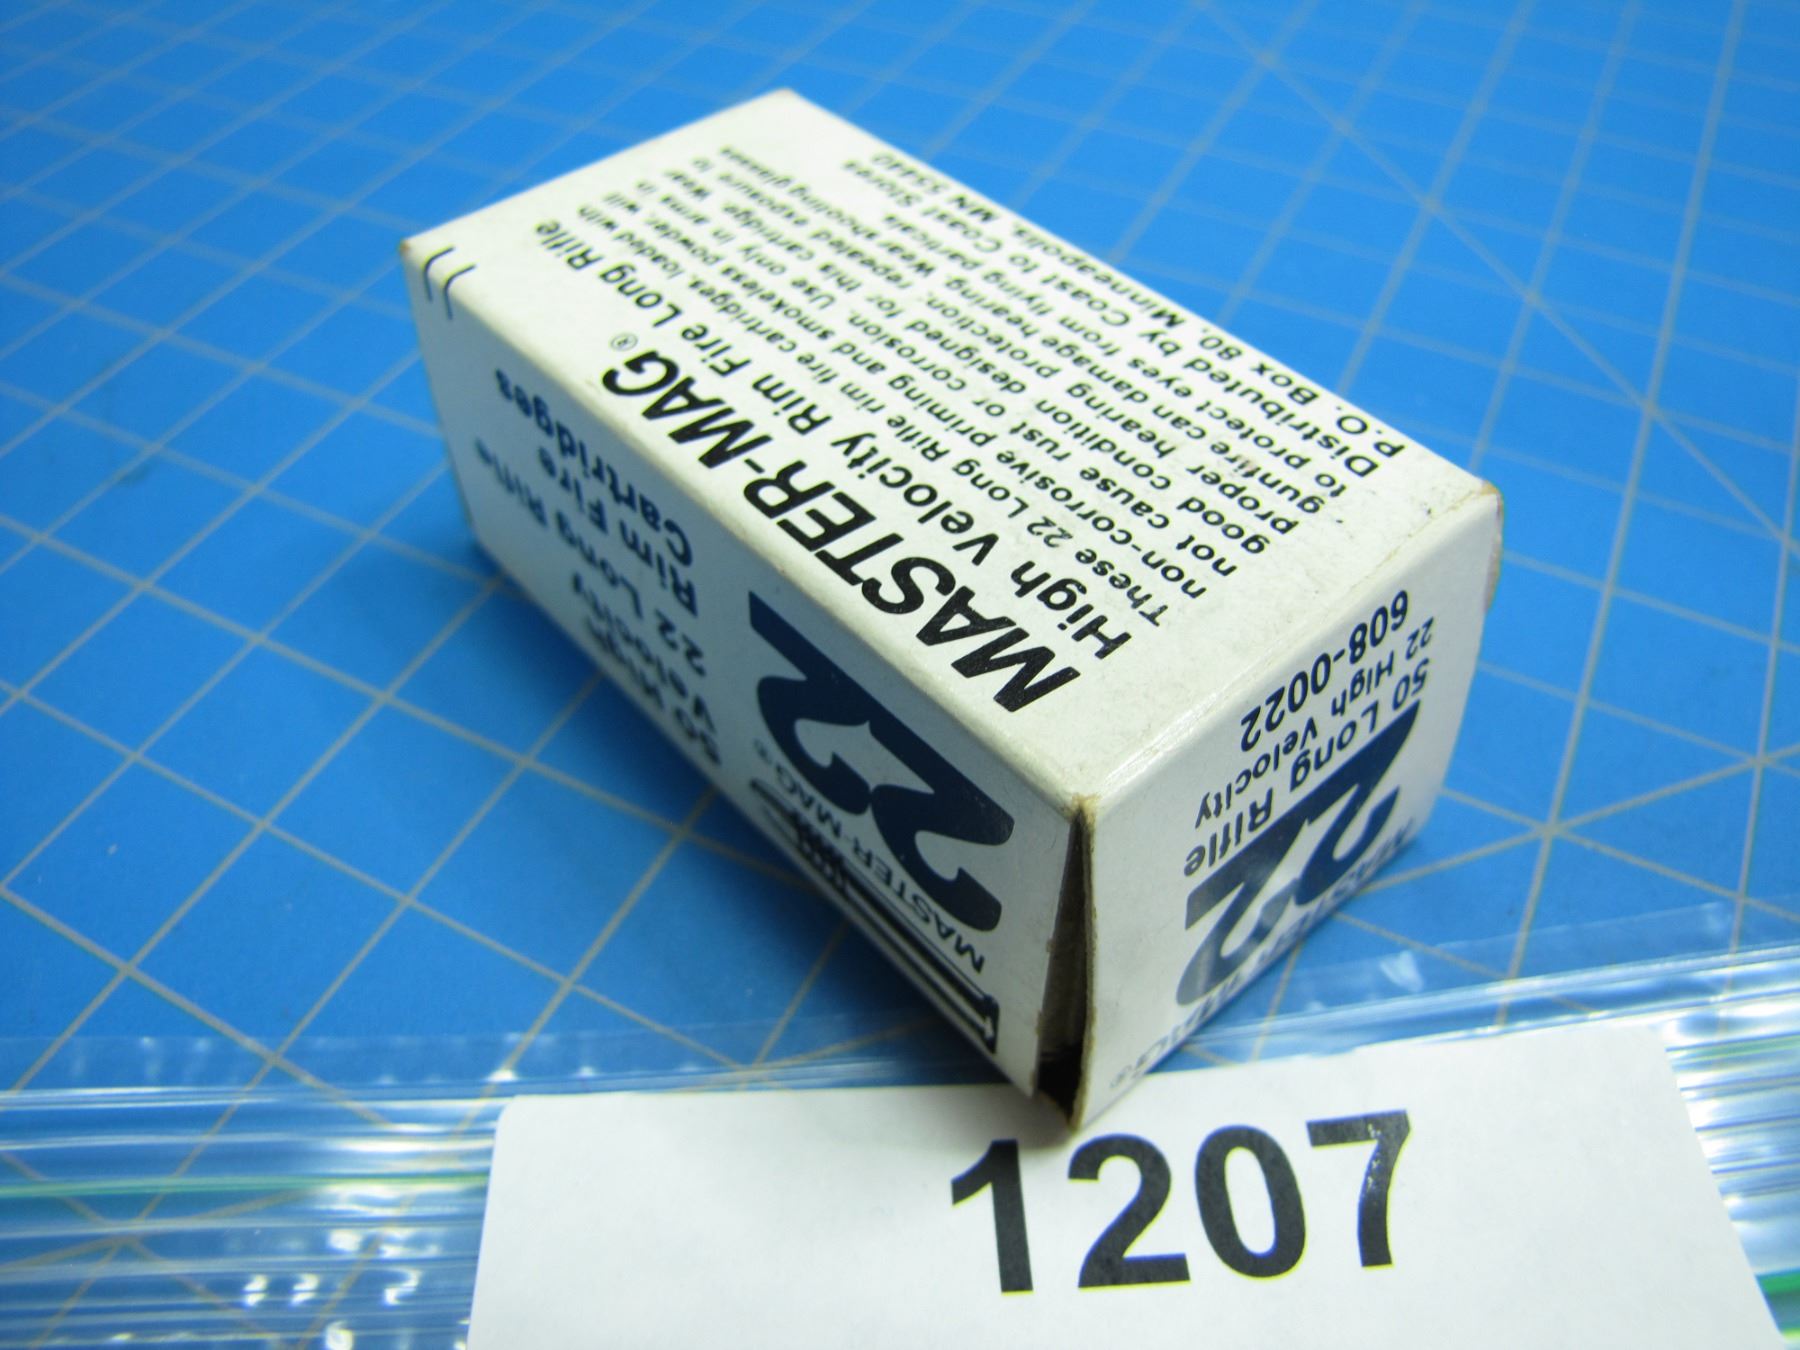 MASTER-MAG®
High Velocity Rim Fire Long Rifle
These 22 Long Rifle rim fire cartridges, loaded with
non-corrosive priming and smokeless powder, will
not cause rust or corrosion. Use only in arms in
good condition designed for this cartridge. Wear
proper hearing protection, repeated exposure to
gunfire can damage hearing. Wear shooting glasses
to protect eyes from flying particals.
Distributed by Coast to Coast Stores
P.O. Box 80, Minneapolis, MN 55440
22
MASTER-MAG®
50 High
Velocity
22 Long Rifle
Rim Fire
Cartridges
MASTER-MAG®
22
50 Long Rifle
22 High Velocity
608-0022
1207